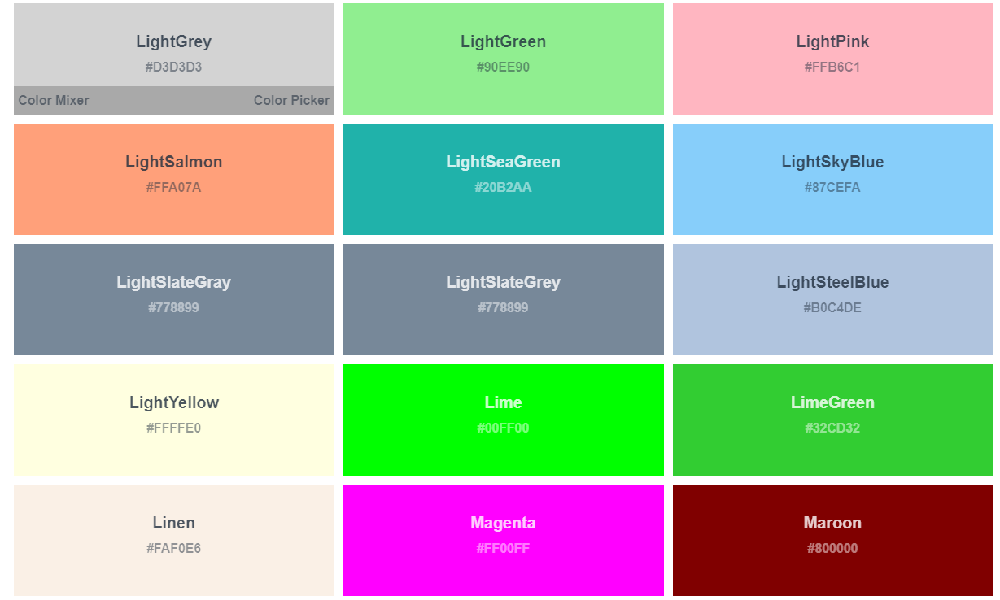 LightGrey
#D3D3D3
Color Mixer Color Picker
LightGreen
#90EE90
LightPink
#FFB6C1
LightSalmon
#FFA07A
LightSeaGreen
#20B2AA
LightSkyBlue
#87CEFA
LightSlateGray
#778899
LightSlateGrey
#778899
LightSteelBlue
#B0C4DE
LightYellow
#FFFFE0
Lime
#00FF00
LimeGreen
#32CD32
Linen
#FAF0E6
Magenta
#FF00FF
Maroon
#800000